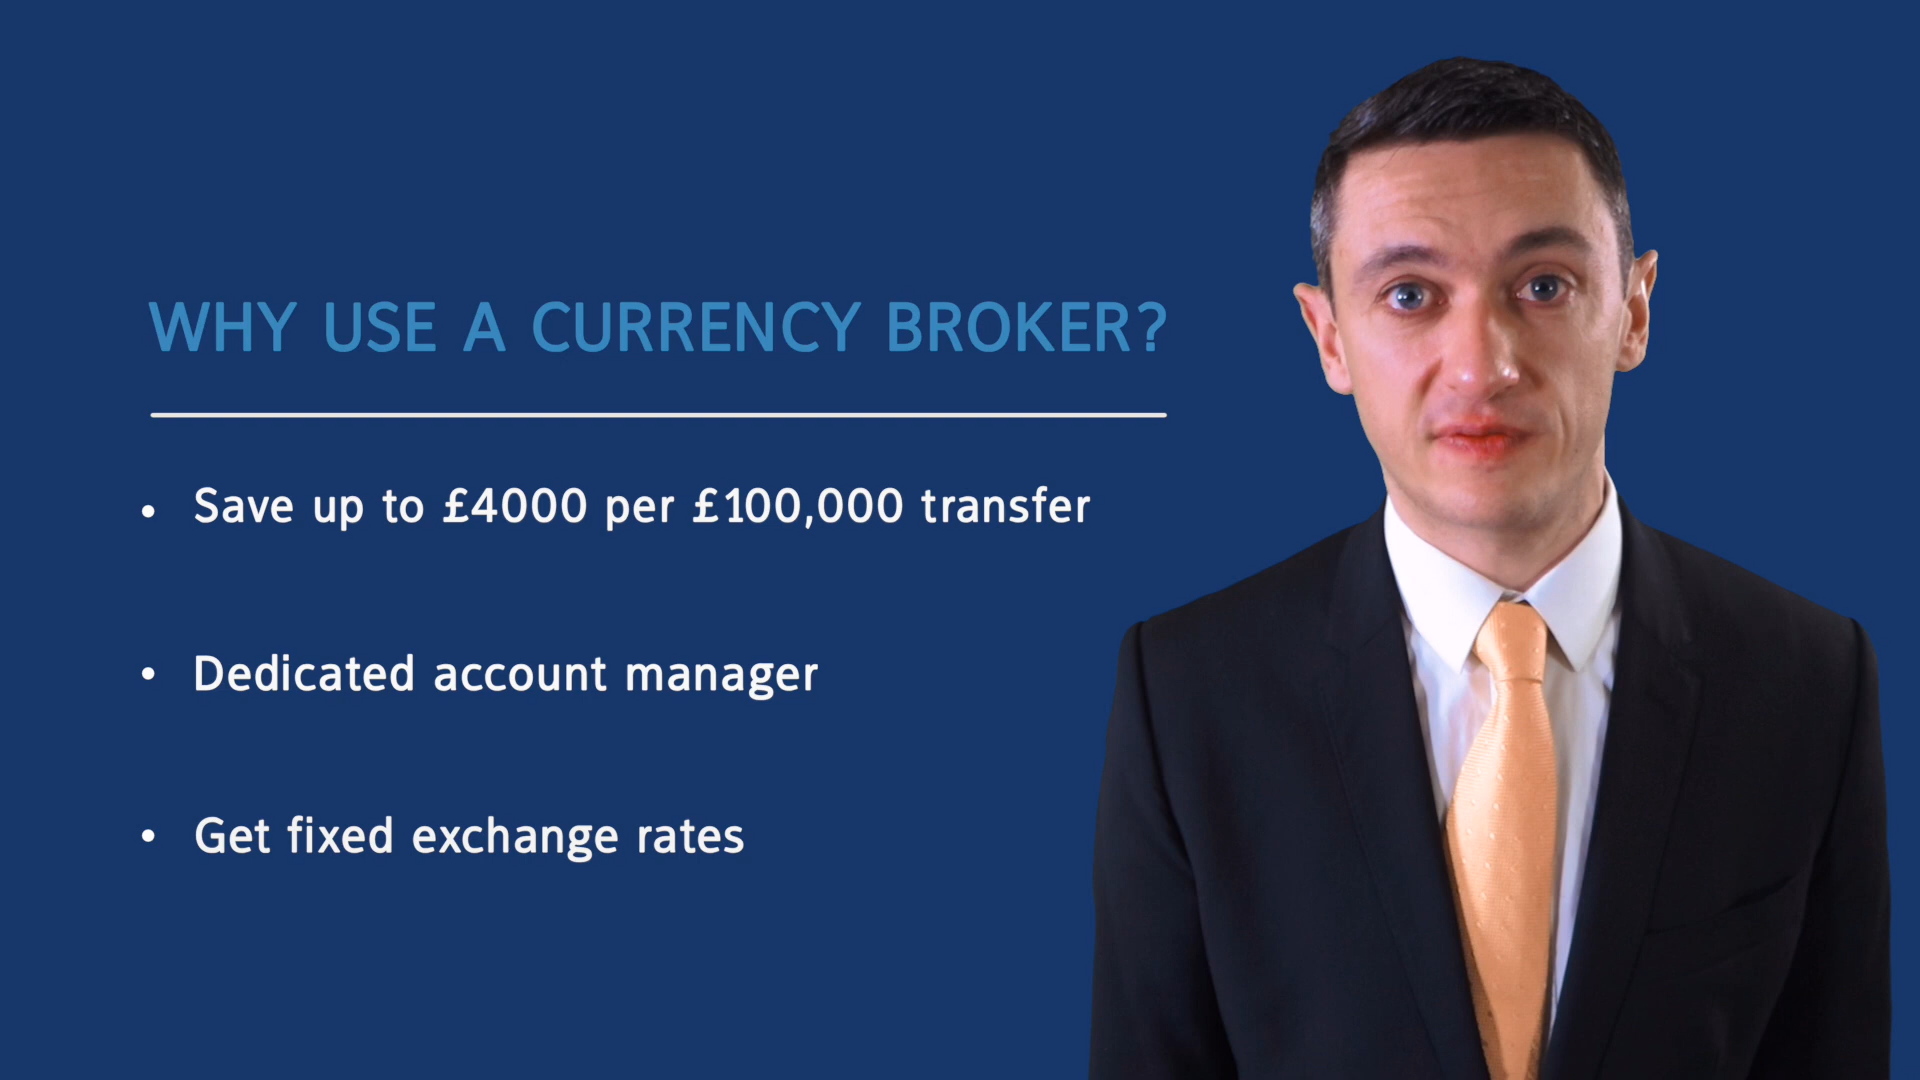 WHY USE A CURRENCY BROKER?
• Save up to £4000 per £100,000 transfer
• Dedicated account manager
• Get fixed exchange rates